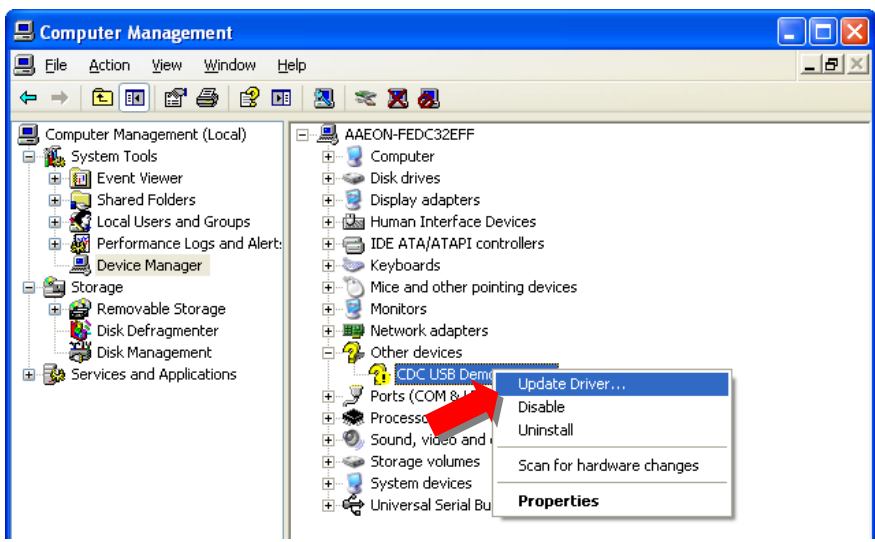 Computer Management
File Action View Window Help
Computer Management (Local)
System Tools
Event Viewer
Shared Folders
Local Users and Groups
Performance Logs and Alert
Device Manager
Storage
Removable Storage
Disk Defragmenter
Disk Management
Services and Applications
AAEON-FEDC32EFF
Computer
Disk drives
Display adapters
Human Interface Devices
IDE ATA/ATAPI controllers
Keyboards
Mice and other pointing devices
Monitors
Network adapters
Other devices
CDC USB Demo
Ports (COM &
Processo
Sound, video and
Storage volumes
System devices
Universal Serial Bu
Update Driver...
Disable
Uninstall
Scan for hardware changes
Properties